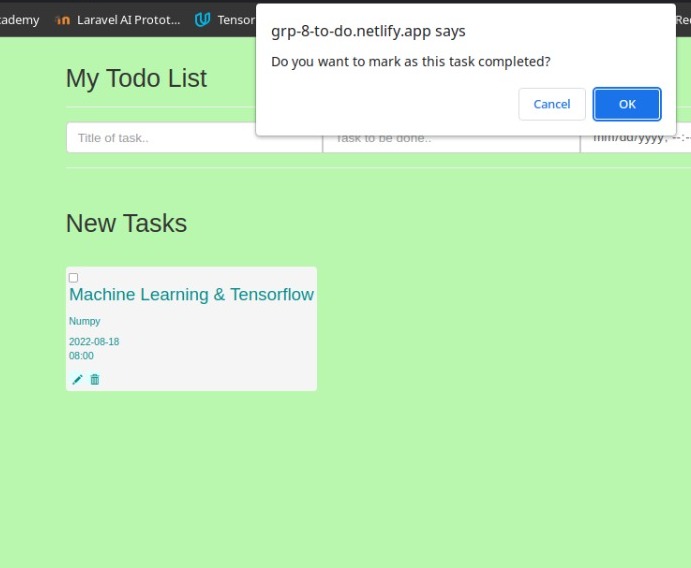 cademy
Laravel AI Protot...
Tensor
grp-8-to-do.netlify.app says
Do you want to mark as this task completed?
Cancel
OK
My Todo List
Title of task..
Task to be done..
mm/dd/yyyy, --:--
New Tasks
Machine Learning & Tensorflow
Numpy
2022-08-18
08:00